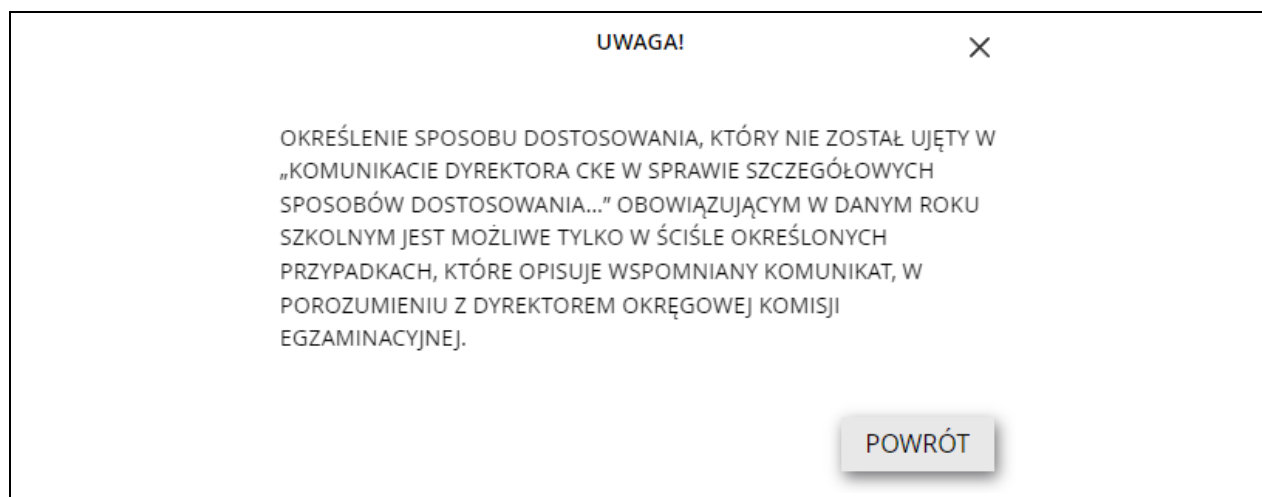 UWAGA!
OKREŚLENIE SPOSOBU DOSTOSOWANIA, KTÓRY NIE ZOSTAŁ UJĘTY W
„KOMUNIKACIE DYREKTORA CKE W SPRAWIE SZCZEGÓŁOWYCH
SPOSOBÓW DOSTOSOWANIA...” OBOWIĄZUJĄCYM W DANYM ROKU
SZKOLNYM JEST MOŻLIWE TYLKO W ŚCIŚLE OKREŚLONYCH
PRZYPADKACH, KTÓRE OPISUJE WSPOMNIANY KOMUNIKAT, W
POROZUMIENIU Z DYREKTOREM OKRĘGOWEJ KOMISJI
EGZAMINACYJNEJ.
POWRÓT